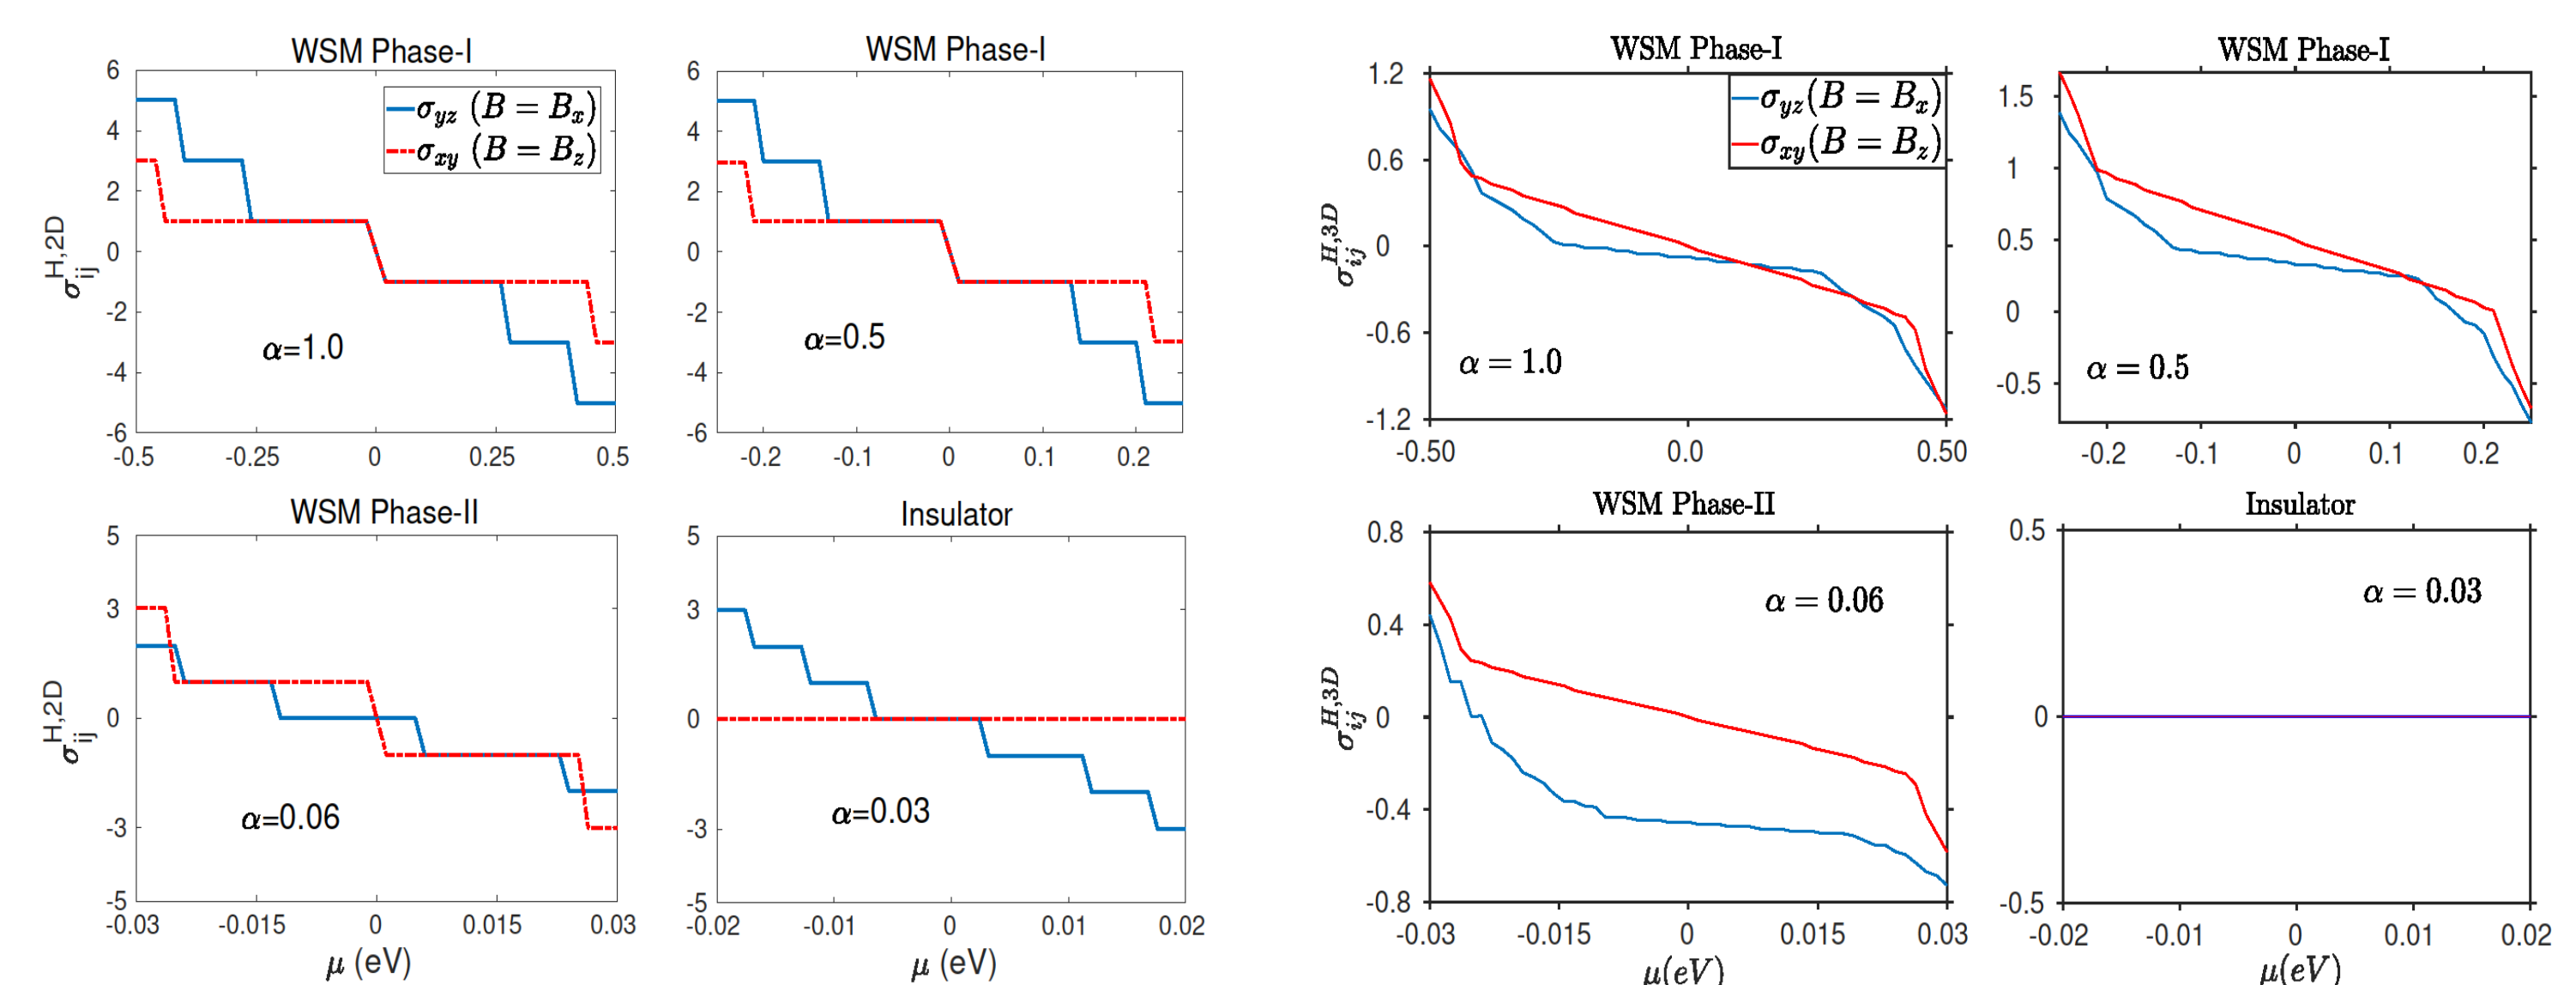 WSM Phase-I
6
4
2
0
-2
-4
-6
σ_ij^H,2D
σ_yz (B = B_x)
σ_xy (B = B_z)
α=1.0
-0.5 -0.25 0 0.25 0.5
WSM Phase-I
6
4
2
0
-2
-4
-6
α=0.5
-0.2 -0.1 0 0.1 0.2
WSM Phase-I
1.2
0.6
0
-0.6
-1.2
σ_ij^H,3D
σ_yz(B = B_x)
σ_xy(B = B_z)
α = 1.0
-0.50 0.0 0.50
WSM Phase-I
1.5
1
0.5
0
-0.5
α = 0.5
-0.2 -0.1 0 0.1 0.2
WSM Phase-II
5
3
0
-3
-5
σ_ij^H,2D
α=0.06
-0.03 -0.015 0 0.015 0.03
μ (eV)
Insulator
5
3
0
-3
-5
α=0.03
-0.02 -0.01 0 0.01 0.02
μ (eV)
WSM Phase-II
0.8
0.4
0
-0.4
-0.8
σ_ij^H,3D
α = 0.06
-0.03 -0.015 0 0.015 0.03
μ(eV)
Insulator
0.5
0
-0.5
α = 0.03
-0.02 -0.01 0 0.01 0.02
μ(eV)